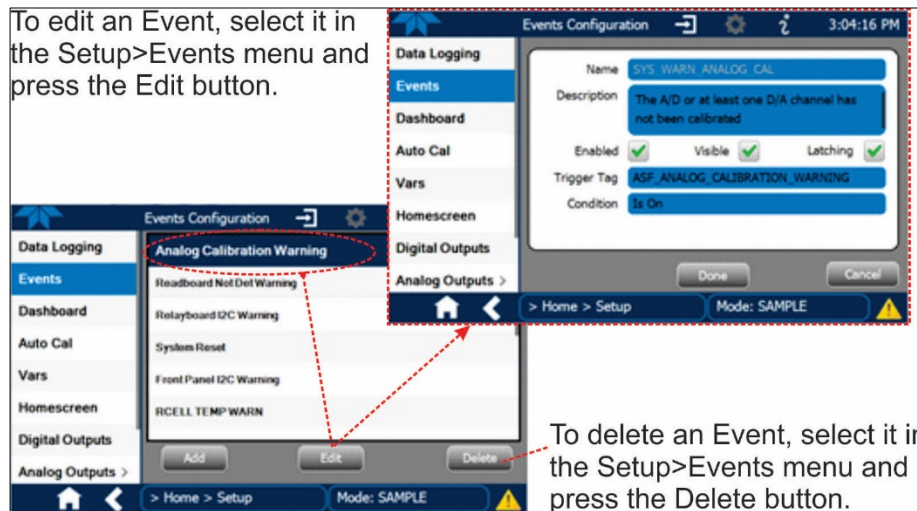 To edit an Event, select it in
the Setup>Events menu and
press the Edit button.
Events Configuration
3:04:16 PM
Data Logging
Events
Dashboard
Auto Cal
Vars
Homescreen
Digital Outputs
Analog Outputs >
Name
SYS_WARN_ANALOG_CAL
Description
The A/D or at least one D/A channel has
not been calibrated
Enabled
Visible
Latching
Trigger Tag
ASF_ANALOG_CALIBRATION_WARNING
Condition
Is On
Done
Cancel
> Home > Setup
Mode: SAMPLE
Events Configuration
Data Logging
Events
Dashboard
Auto Cal
Vars
Homescreen
Digital Outputs
Analog Outputs >
Analog Calibration Warning
Readboard Not Det Warning
Relayboard I2C Warning
System Reset
Front Panel I2C Warning
RCELL TEMP WARN
Add
Edit
Delete
> Home > Setup
Mode: SAMPLE
To delete an Event, select it in
the Setup>Events menu and
press the Delete button.